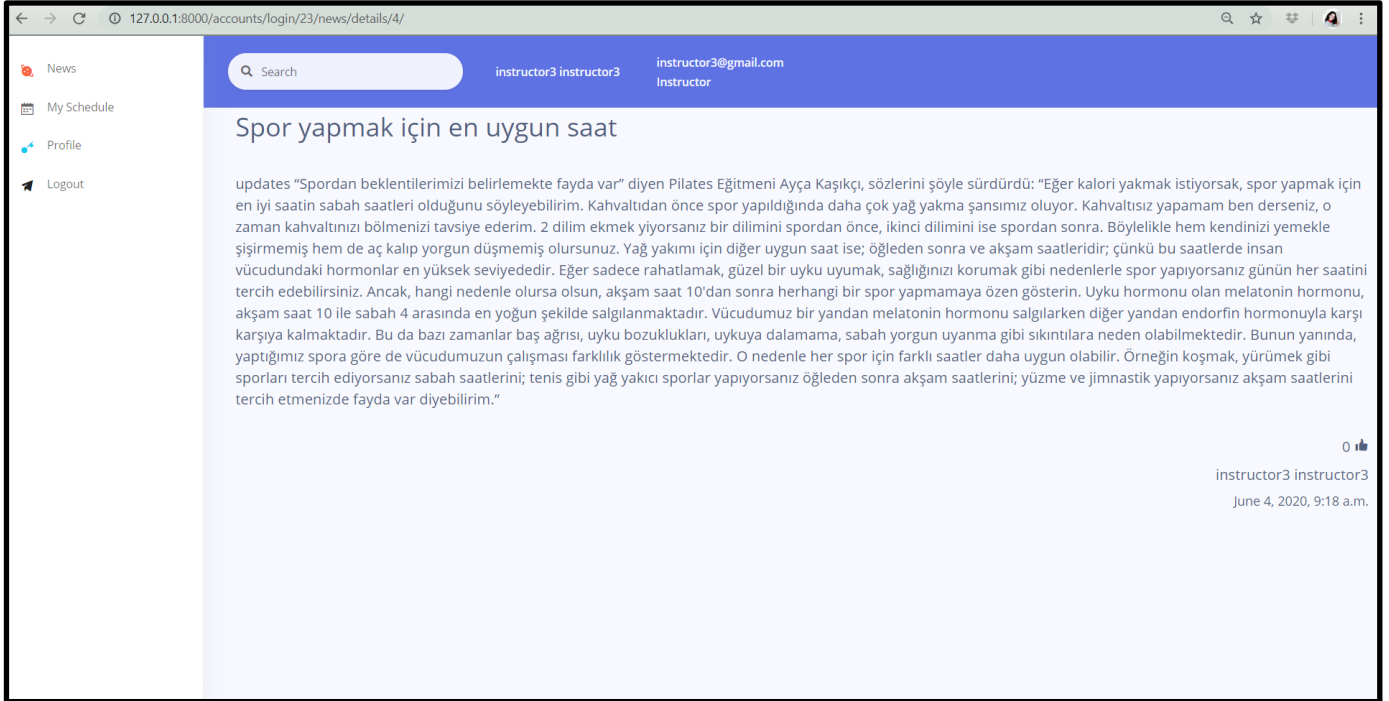 127.0.0.1:8000/accounts/login/23/news/details/4/
News
My Schedule
Profile
Logout
Search
instructor3 instructor3
instructor3@gmail.com
Instructor
Spor yapmak için en uygun saat
updates “Spordan beklentilerimizi belirlemekte fayda var” diyen Pilates Eğitmeni Ayça Kaşıkçı, sözlerini şöyle sürdürdü: “Eğer kalori yakmak istiyorsak, spor yapmak için
en iyi saatin sabah saatleri olduğunu söyleyebilirim. Kahvaltıdan önce spor yapıldığında daha çok yağ yakma şansımız oluyor. Kahvaltısız yapamam ben derseniz, o
zaman kahvaltınızı bölmenizi tavsiye ederim. 2 dilim ekmek yiyorsanız bir dilimini spordan önce, ikinci dilimini ise spordan sonra. Böylelikle hem kendinizi yemekle
şişirmemiş hem de aç kalıp yorgun düşmemiş olursunuz. Yağ yakımı için diğer uygun saat ise; öğleden sonra ve akşam saatleridir; çünkü bu saatlerde insan
vücudundaki hormonlar en yüksek seviyededir. Eğer sadece rahatlamak, güzel bir uyku uyumak, sağlığınızı korumak gibi nedenlerle spor yapıyorsanız günün her saatini
tercih edebilirsiniz. Ancak, hangi nedenle olursa olsun, akşam saat 10'dan sonra herhangi bir spor yapmamaya özen gösterin. Uyku hormonu olan melatonin hormonu,
akşam saat 10 ile sabah 4 arasında en yoğun şekilde salgılanmaktadır. Vücudumuz bir yandan melatonin hormonu salgılarken diğer yandan endorfin hormonuyla karşı
karşıya kalmaktadır. Bu da bazı zamanlar baş ağrısı, uyku bozuklukları, uykuya dalamama, sabah yorgun uyanma gibi sıkıntılara neden olabilmektedir. Bunun yanında,
yaptığımız spora göre de vücudumuzun çalışması farklılık göstermektedir. O nedenle her spor için farklı saatler daha uygun olabilir. Örneğin koşmak, yürümek gibi
sporları tercih ediyorsanız sabah saatlerini; tenis gibi yağ yakıcı sporlar yapıyorsanız öğleden sonra akşam saatlerini; yüzme ve jimnastik yapıyorsanız akşam saatlerini
tercih etmenizde fayda var diyebilirim.”
0
instructor3 instructor3
June 4, 2020, 9:18 a.m.